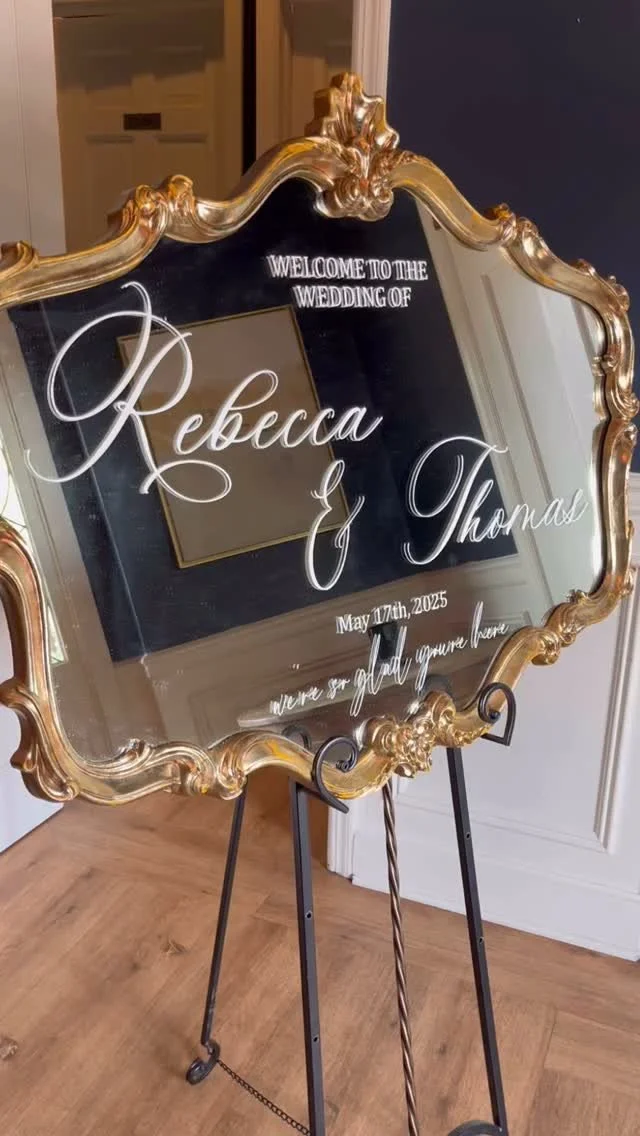 WELCOME TO THE
WEDDING OF
Rebecca
& Thomas
May 17th, 2025
we're so glad you're here